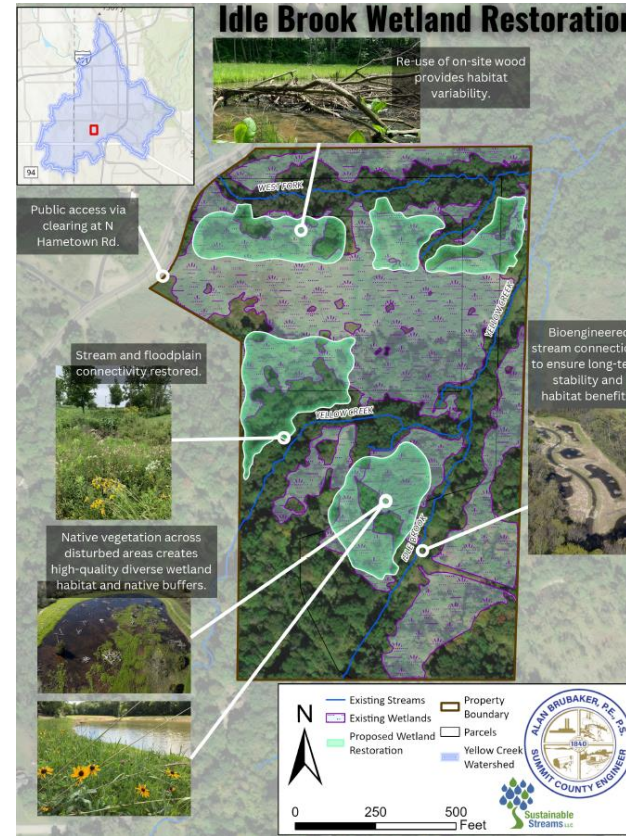 Idle Brook Wetland Restoration
94
Re-use of on-site wood
provides habitat
variability.
WEST FORK
Public access via
clearing at N
Hametown Rd.
YELLOW CREEK
Bioengineered
stream connectio
to ensure long-te
stability and
habitat benefit
Stream and floodplain
connectivity restored.
YELLOW CREEK
Native vegetation across
disturbed areas creates
high-quality diverse wetland
habitat and native buffers.
IDLE BROOK
N
Existing Streams
Existing Wetlands
Proposed Wetland
Restoration
Property
Boundary
Parcels
Yellow Creek
Watershed
0 250 500
Feet
ALAN BRUBAKER, P.E., P.S.
1840
SUMMIT COUNTY ENGINEER
Sustainable
Streams LLC